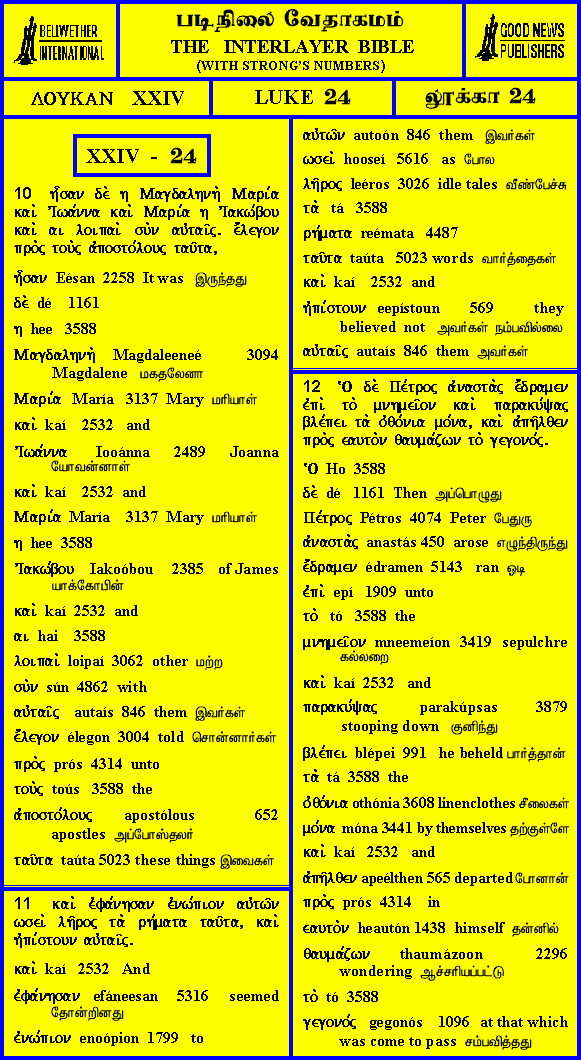 BELLWETHER
INTERNATIONAL
படிநிலை வேதாகமம்
THE INTERLAYER BIBLE
(WITH STRONG'S NUMBERS)
GOOD NEWS
PUBLISHERS
ΛΟΥΚΑΝ XXIV
LUKE 24
லூக்கா 24
XXIV - 24
10 ἦσαν δὲ η Μαγδαληνὴ Μαρία
καὶ Ἰωάννα καὶ Μαρία η Ἰακώβου
καὶ αι λοιπαὶ σὺν αὐταῖς. ἔλεγον
πρὸς τοὺς ἀποστόλους ταῦτα,
ἦσαν Eésan 2258 It was இருந்தது
δὲ dé 1161
η hee 3588
Μαγδαληνὴ Magdaleeneé 3094
Magdalene மகதலேனா
Μαρία María 3137 Mary மரியாள்
καὶ kaí 2532 and
Ἰωάννα Iooánna 2489 Joanna
யோவன்னாள்
καὶ kaí 2532 and
Μαρία María 3137 Mary மரியாள்
η hee 3588
Ἰακώβου Iakoóbou 2385 of James
யாக்கோபின்
καὶ kaí 2532 and
αι hai 3588
λοιπαὶ loipaí 3062 other மற்ற
σὺν sún 4862 with
αὐταῖς autaís 846 them இவர்கள்
ἔλεγον élegon 3004 told சொன்னார்கள்
πρὸς prós 4314 unto
τοὺς toús 3588 the
ἀποστόλους apostólous 652
apostles அப்போஸ்தலர்
ταῦτα taúta 5023 these things இவைகள்
11 καὶ ἐφάνησαν ἐνώπιον αὐτῶν
ωσεὶ λῆρος τὰ ρήματα ταῦτα, καὶ
ἠπίστουν αὐταῖς.
καὶ kaí 2532 And
ἐφάνησαν efáneesan 5316 seemed
தோன்றினது
ἐνώπιον enoópion 1799 to
αὐτῶν autoón 846 them இவர்கள்
ωσεὶ hooseí 5616 as போல
λῆρος leéros 3026 idle tales வீண்பேச்சு
τὰ tá 3588
ρήματα reémata 4487
ταῦτα taúta 5023 words வார்த்தைகள்
καὶ kaí 2532 and
ἠπίστουν eepístoun 569 they
believed not அவர்கள் நம்பவில்லை
αὐταῖς autaís 846 them அவர்கள்
12 Ὁ δὲ Πέτρος ἀναστὰς ἔδραμεν
ἐπὶ τὸ μνημεῖον καὶ παρακύψας
βλέπει τὰ ὀθόνια μόνα, καὶ ἀπῆλθεν
πρὸς εαυτὸν θαυμάζων τὸ γεγονός.
Ὁ Ho 3588
δὲ dé 1161 Then அப்பொழுது
Πέτρος Pétros 4074 Peter பேதுரு
ἀναστὰς anastás 450 arose எழுந்திருந்து
ἔδραμεν édramen 5143 ran ஓடி
ἐπὶ epí 1909 unto
τὸ tó 3588 the
μνημεῖον mneemeíon 3419 sepulchre
கல்லறை
καὶ kaí 2532 and
παρακύψας parakúpsas 3879
stooping down குனிந்து
βλέπει blépei 991 he beheld பார்த்தான்
τὰ tá 3588 the
ὀθόνια othónia 3608 linenclothes சீலைகள்
μόνα móna 3441 by themselves தற்குள்ளே
καὶ kaí 2532 and
ἀπῆλθεν apeélthen 565 departed போனான்
πρὸς prós 4314 in
εαυτὸν heautón 1438 himself தன்னில்
θαυμάζων thaumázoon 2296
wondering ஆச்சரியப்பட்டு
τὸ tó 3588
γεγονός gegonós 1096 at that which
was come to pass சம்பவித்தது